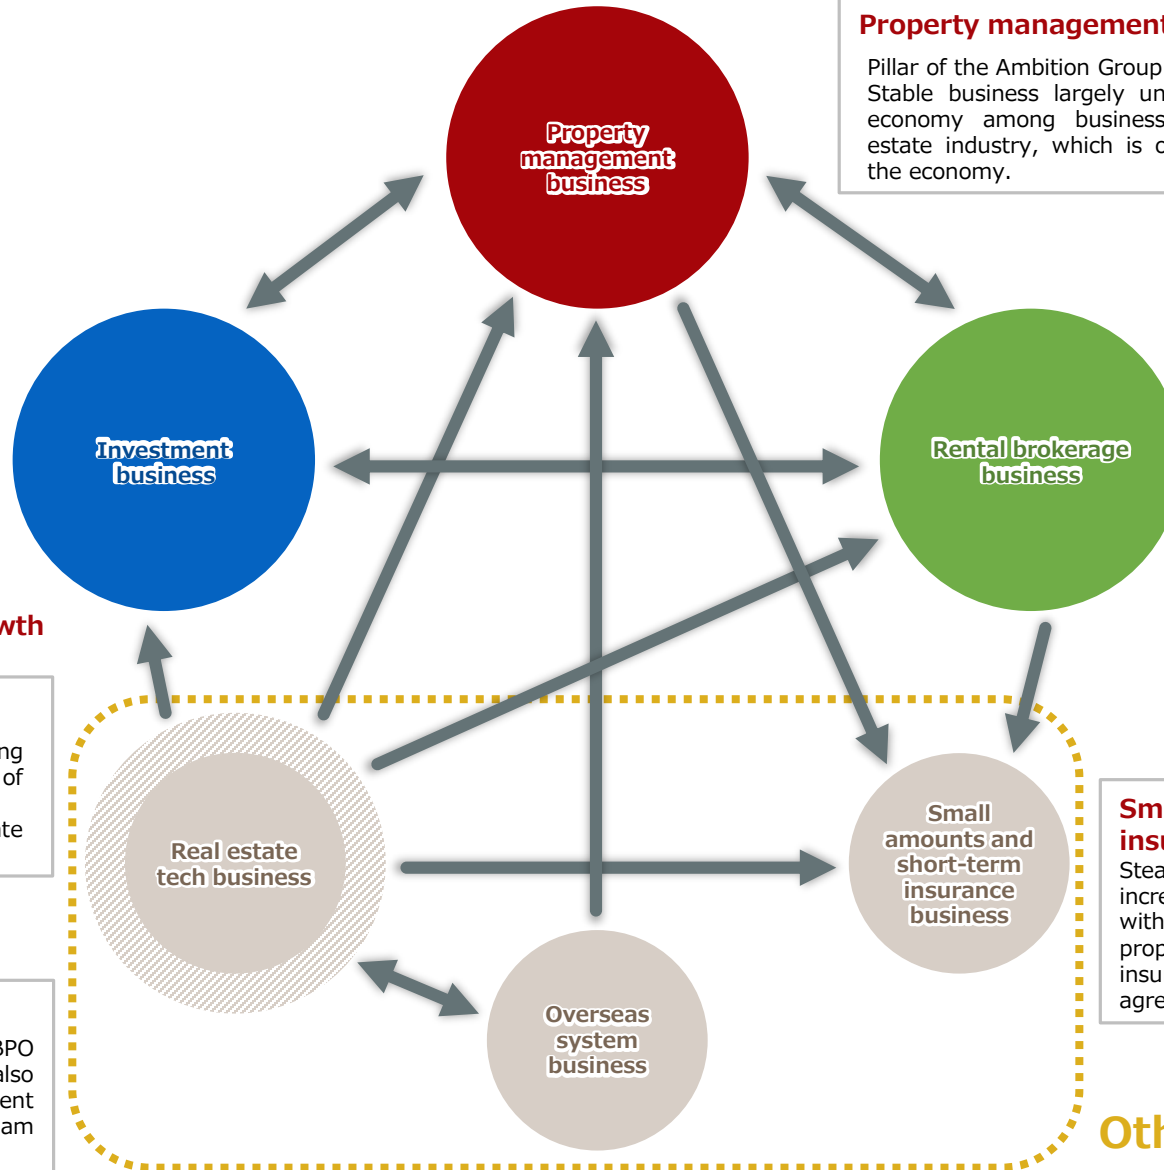 Property management
Pillar of the Ambition Group
Stable business largely un
economy among business
estate industry, which is
the economy.
Property
management
business
Investment
business
Rental brokerage
business
wth
ng
of
ate
Real estate
tech business
Small
amounts and
short-term
insurance
business
Sm
insu
Stea
incre
with
prop
insu
agre
Overseas
system
business
BPO
also
ent
am
Oth